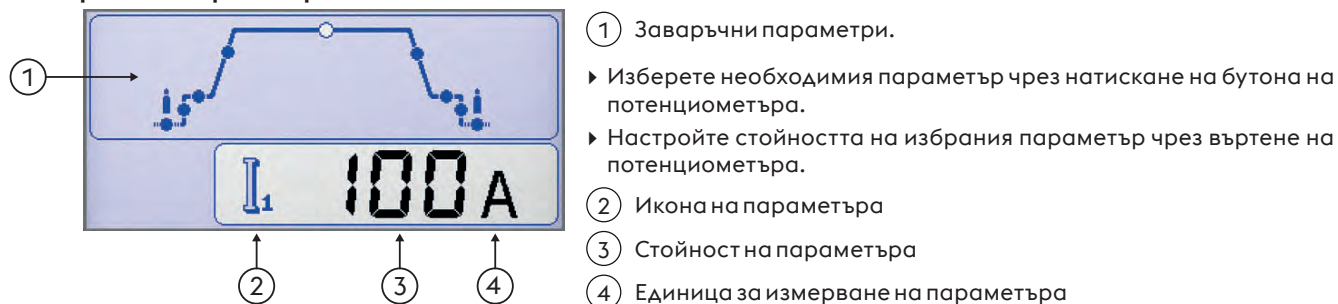 1 Заваръчни параметри.
▸ Изберете необходимия параметър чрез натискане на бутона на
потенциометъра.
▸ Настройте стойността на избрания параметър чрез въртене на
потенциометъра.
2 Икона на параметъра
3 Стойност на параметъра
4 Единица за измерване на параметъра
1
I1 100 A
2 3 4